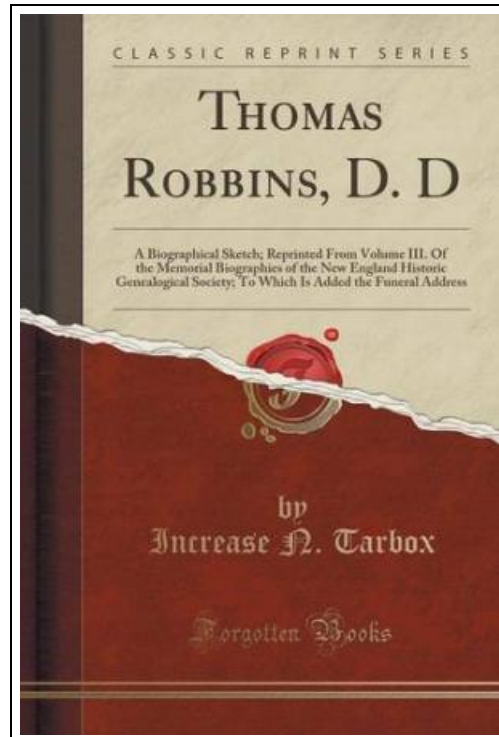 CLASSIC REPRINT SERIES
THOMAS
ROBBINS, D. D
A Biographical Sketch; Reprinted From Volume III. Of
the Memorial Biographies of the New England Historic
Genealogical Society; To Which Is Added the Funeral Address
by
Increase N. Tarbox
Forgotten Books